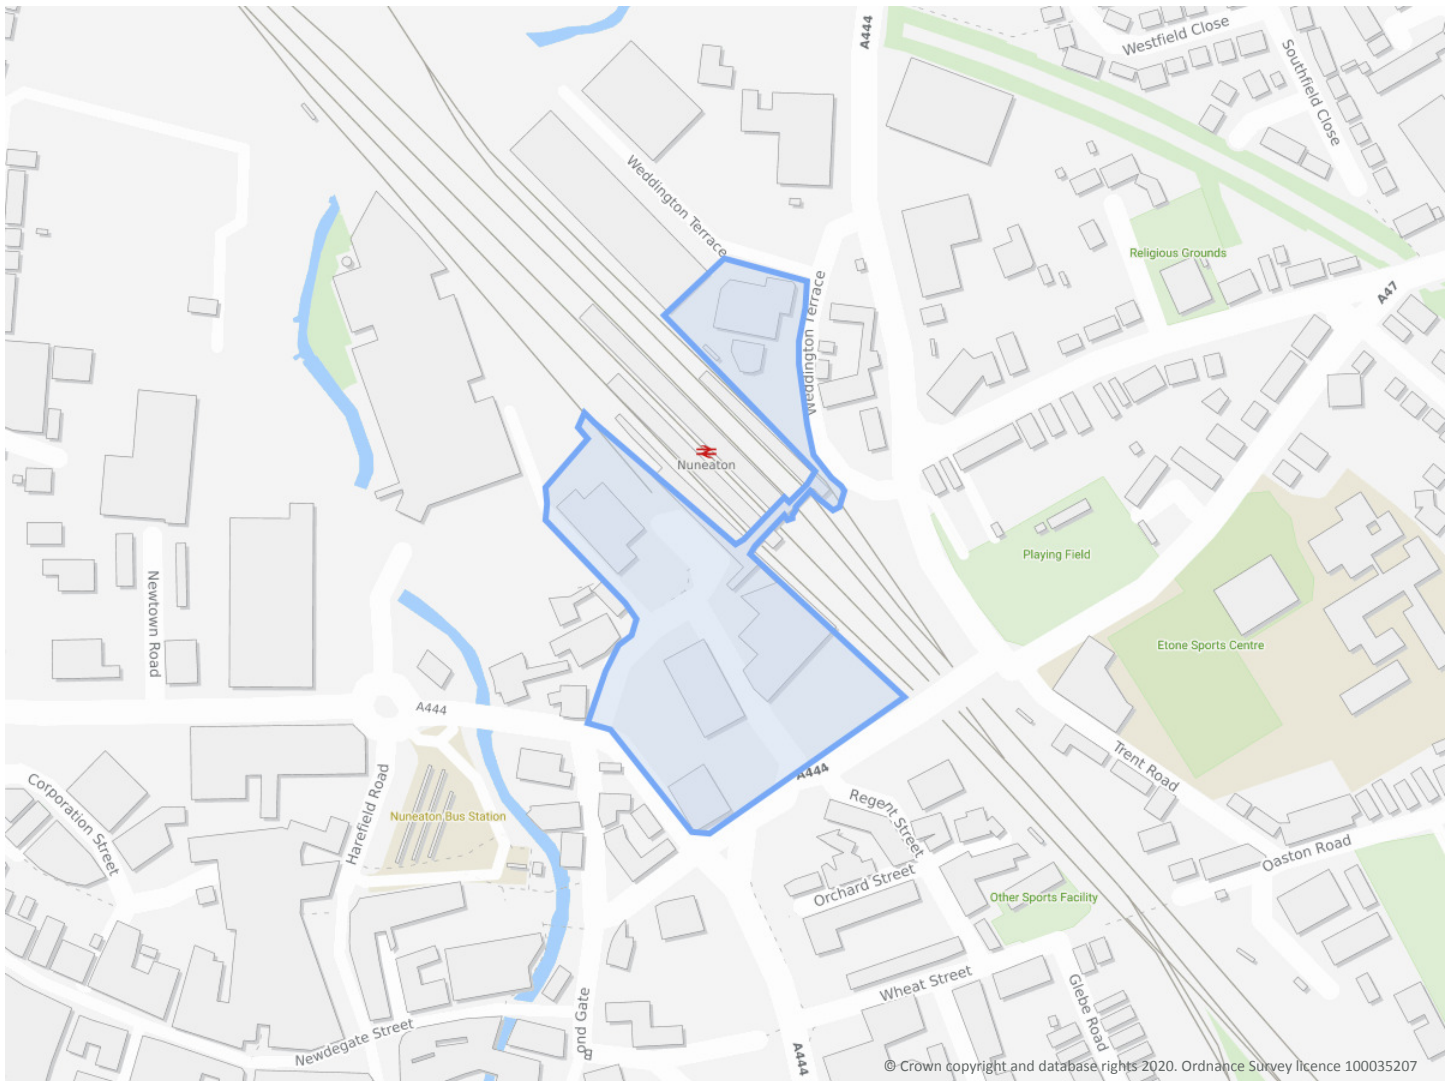 A444
Westfield Close
Southfield Close
Weddington Terrace
Religious Grounds
A47
Weddington Terrace
Nuneaton
Playing Field
Etone Sports Centre
Newtown Road
A444
Trent Road
A444
Corporation Street
Harefield Road
Nuneaton Bus Station
Regent Street
Oaston Road
Orchard Street
Other Sports Facility
Wheat Street
Glebe Road
ond Gate
Newdegate Street
A444
© Crown copyright and database rights 2020. Ordnance Survey licence 100035207